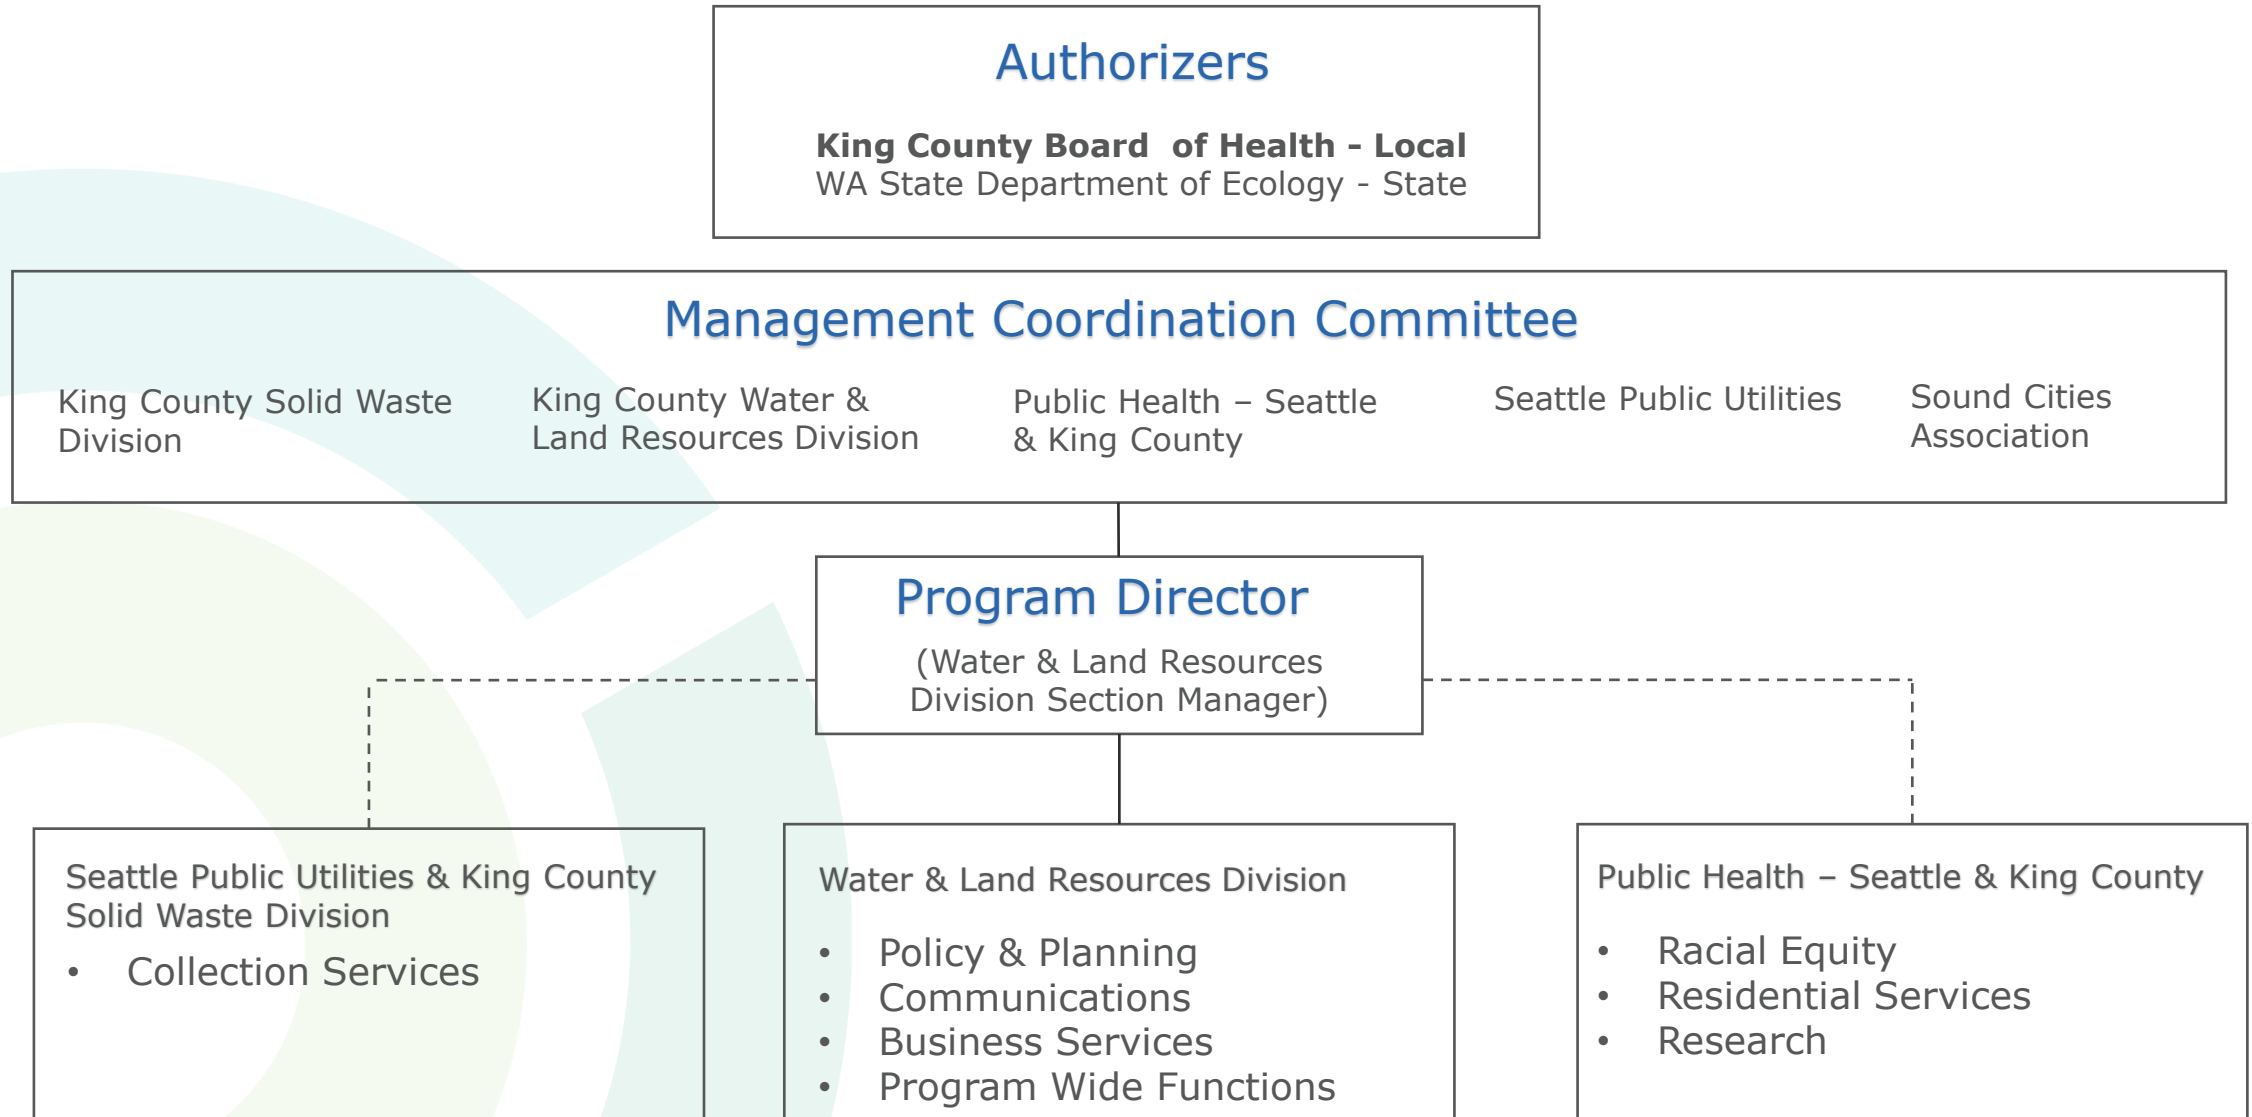 Authorizers
King County Board of Health - Local
WA State Department of Ecology - State
Management Coordination Committee
King County Solid Waste
Division
King County Water &
Land Resources Division
Public Health – Seattle
& King County
Seattle Public Utilities
Sound Cities
Association
Program Director
(Water & Land Resources
Division Section Manager)
Seattle Public Utilities & King County
Solid Waste Division
• Collection Services
Water & Land Resources Division
• Policy & Planning
• Communications
• Business Services
• Program Wide Functions
Public Health – Seattle & King County
• Racial Equity
• Residential Services
• Research